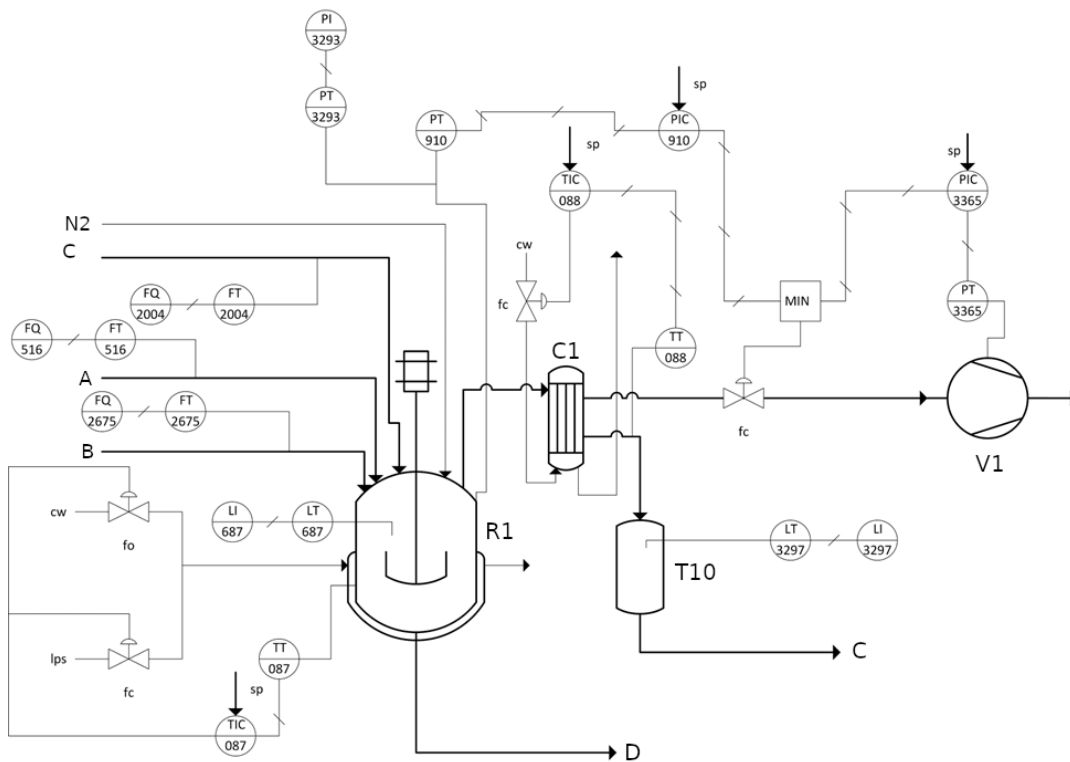 PI
3293
PT
3293
PT
910
PIC
910
sp
sp
TIC
088
sp
PIC
3365
N2
C
cw
fc
FQ
2004
FT
2004
PT
3365
MIN
FQ
516
FT
516
TT
088
C1
A
FQ
2675
FT
2675
fc
B
V1
LI
687
LT
687
R1
cw
fo
LT
3297
LI
3297
T10
lps
fc
TT
087
C
sp
TIC
087
D